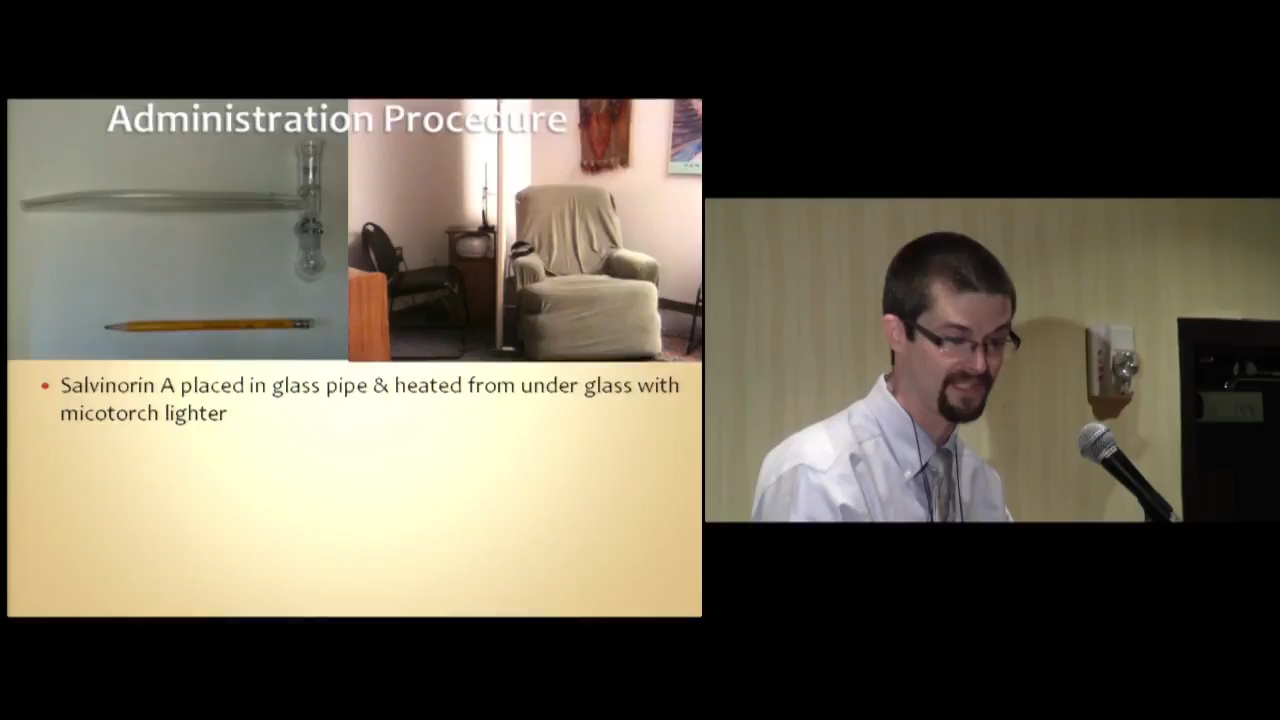 Administration Procedure
• Salvinorin A placed in glass pipe & heated from under glass with
micotorch lighter